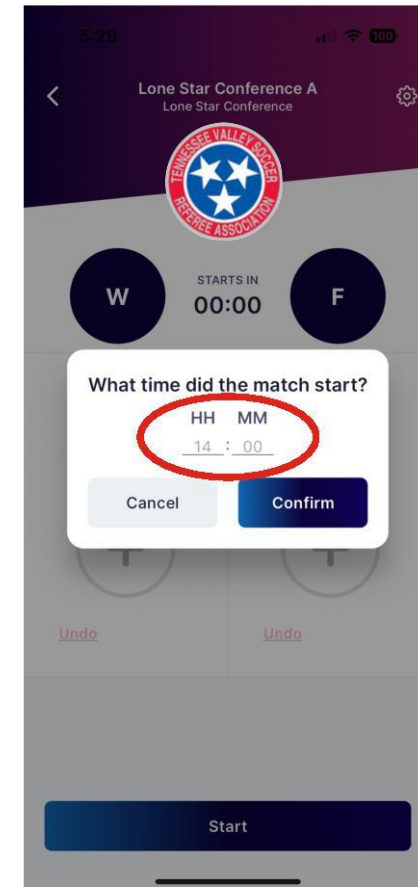 5:29
100
Lone Star Conference A
Lone Star Conference
TENNESSEE VALLEY SOCCER
REFEREE ASSOCIATION
W
STARTS IN
00:00
F
What time did the match start?
HH MM
14 : 00
Cancel Confirm
Undo Undo
Start